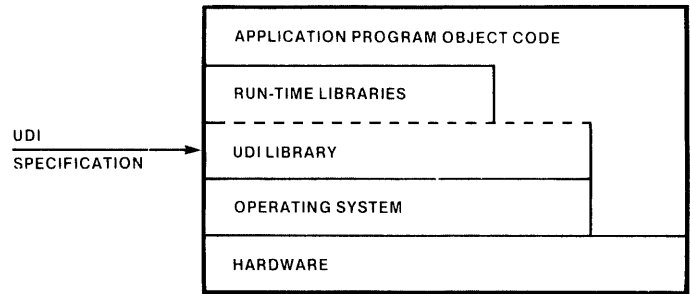 APPLICATION PROGRAM OBJECT CODE
RUN-TIME LIBRARIES
UDI
SPECIFICATION
UDI LIBRARY
OPERATING SYSTEM
HARDWARE